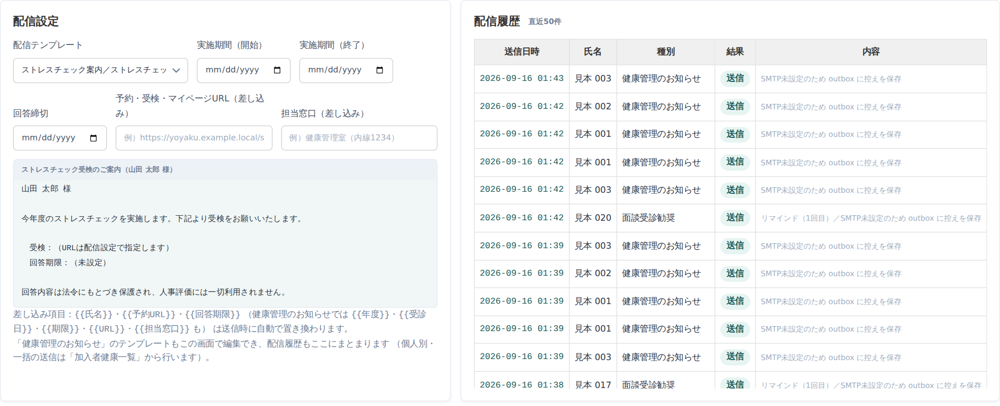 配信設定
配信テンプレート
実施期間（開始）
実施期間（終了）
ストレスチェック案内／ストレスチェッ
mm/dd/yyyy
mm/dd/yyyy
回答締切
予約・受検・マイページURL（差し込
み）
担当窓口（差し込み）
mm/dd/yyyy
例）https://yoyaku.example.local/s
例）健康管理室（内線1234）
ストレスチェック受検のご案内（山田 太郎 様）
山田 太郎 様
今年度のストレスチェックを実施します。下記より受検をお願いいたします。
受検：（URLは配信設定で指定します）
回答期限：（未設定）
回答内容は法令にもとづき保護され、人事評価には一切利用されません。
差し込み項目：{{氏名}}・{{予約URL}}・{{回答期限}} （健康管理のお知らせでは {{年度}}・{{受診
日}}・{{期限}}・{{URL}}・{{担当窓口}} も） は送信時に自動で置き換わります。
「健康管理のお知らせ」のテンプレートもこの画面で編集でき、配信履歴もここにまとまります （個人別・
一括の送信は「加入者健康一覧」から行います）。
配信履歴 直近50件
送信日時 氏名 種別 結果 内容
2026-09-16 01:43 見本 003 健康管理のお知らせ 送信 SMTP未設定のため outbox に控えを保存
2026-09-16 01:42 見本 002 健康管理のお知らせ 送信 SMTP未設定のため outbox に控えを保存
2026-09-16 01:42 見本 001 健康管理のお知らせ 送信 SMTP未設定のため outbox に控えを保存
2026-09-16 01:42 見本 001 健康管理のお知らせ 送信 SMTP未設定のため outbox に控えを保存
2026-09-16 01:42 見本 003 健康管理のお知らせ 送信 SMTP未設定のため outbox に控えを保存
2026-09-16 01:42 見本 020 面談受診勧奨 送信 リマインド（1回目）／SMTP未設定のため outbox に控えを保存
2026-09-16 01:39 見本 003 健康管理のお知らせ 送信 SMTP未設定のため outbox に控えを保存
2026-09-16 01:39 見本 002 健康管理のお知らせ 送信 SMTP未設定のため outbox に控えを保存
2026-09-16 01:39 見本 001 健康管理のお知らせ 送信 SMTP未設定のため outbox に控えを保存
2026-09-16 01:39 見本 001 健康管理のお知らせ 送信 SMTP未設定のため outbox に控えを保存
2026-09-16 01:39 見本 003 健康管理のお知らせ 送信 SMTP未設定のため outbox に控えを保存
2026-09-16 01:38 見本 017 面談受診勧奨 送信 リマインド（1回目）／SMTP未設定のため outbox に控えを保存